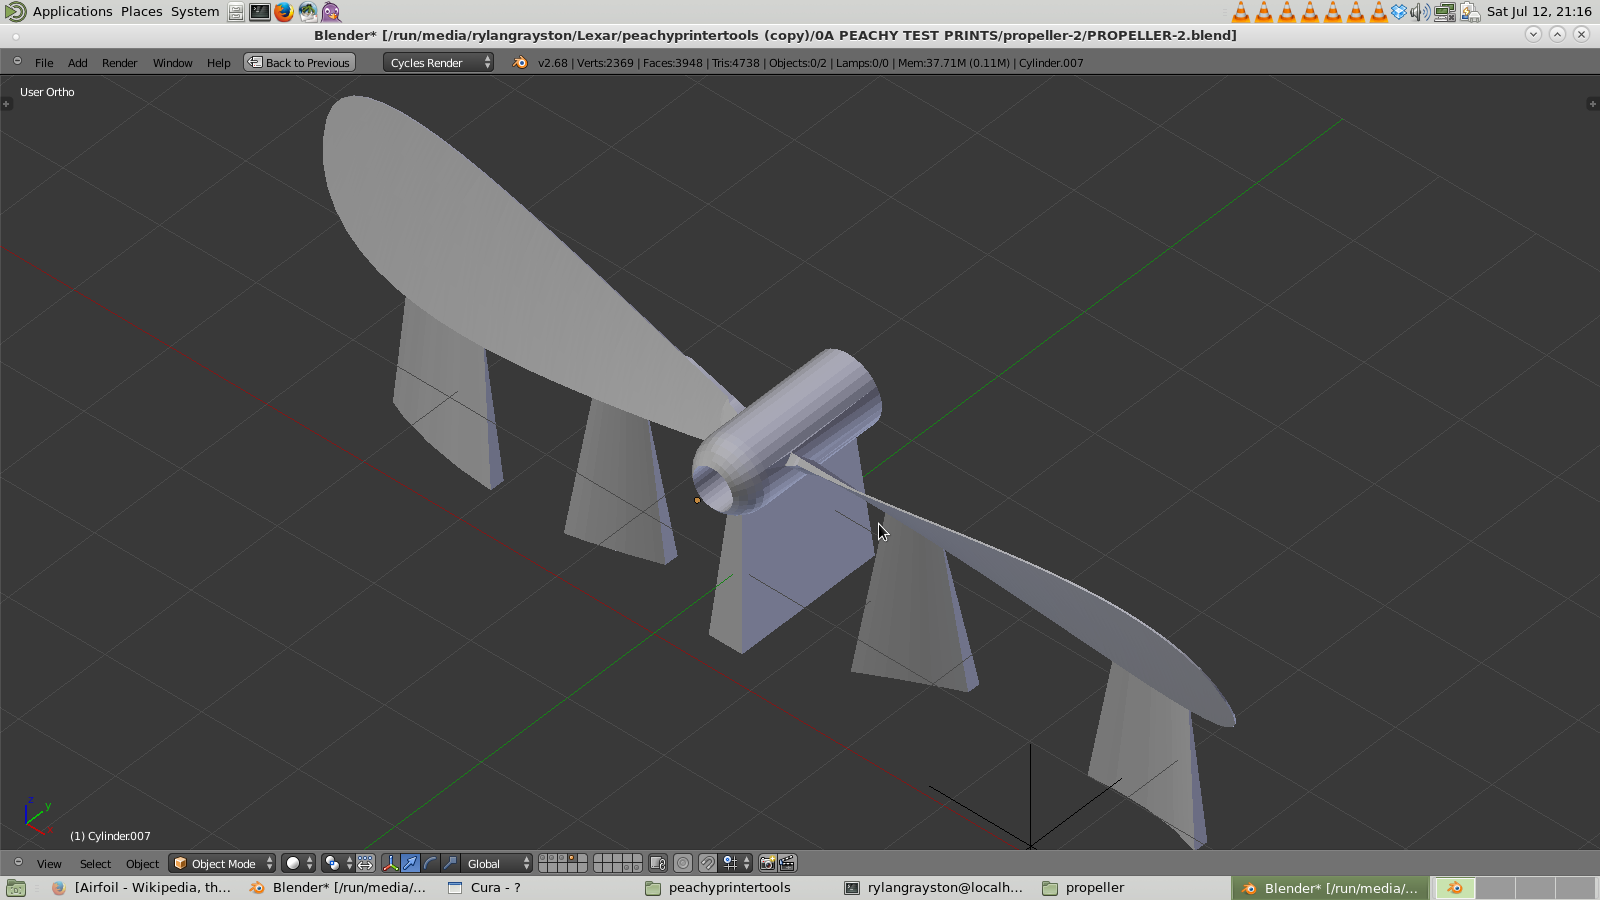 Applications Places System Sat Jul 12, 21:16
Blender* [/run/media/rylangrayston/Lexar/peachyprintertools (copy)/0A PEACHY TEST PRINTS/propeller-2/PROPELLER-2.blend]
File Add Render Window Help Back to Previous Cycles Render v2.68 | Verts:2369 | Faces:3948 | Tris:4738 | Objects:0/2 | Lamps:0/0 | Mem:37.71M (0.11M) | Cylinder.007
User Ortho
z
y
x
(1) Cylinder.007
View Select Object Object Mode Global
[Airfoil - Wikipedia, th... Blender* [/run/media/... Cura - ? peachyprintertools rylangrayston@localh... propeller Blender* [/run/media/...